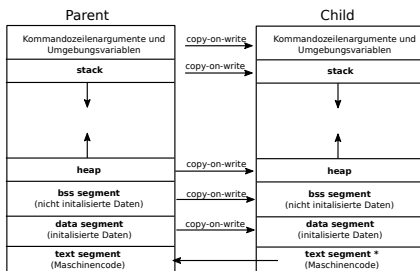 Parent
Child
Kommandozeilenargumente und
Umgebungsvariablen
copy-on-write
Kommandozeilenargumente und
Umgebungsvariablen
stack
copy-on-write
stack
heap
copy-on-write
heap
bss segment
(nicht initalisierte Daten)
copy-on-write
bss segment
(nicht initalisierte Daten)
data segment
(initalisierte Daten)
copy-on-write
data segment
(initalisierte Daten)
text segment
(Maschinencode)
text segment *
(Maschinencode)